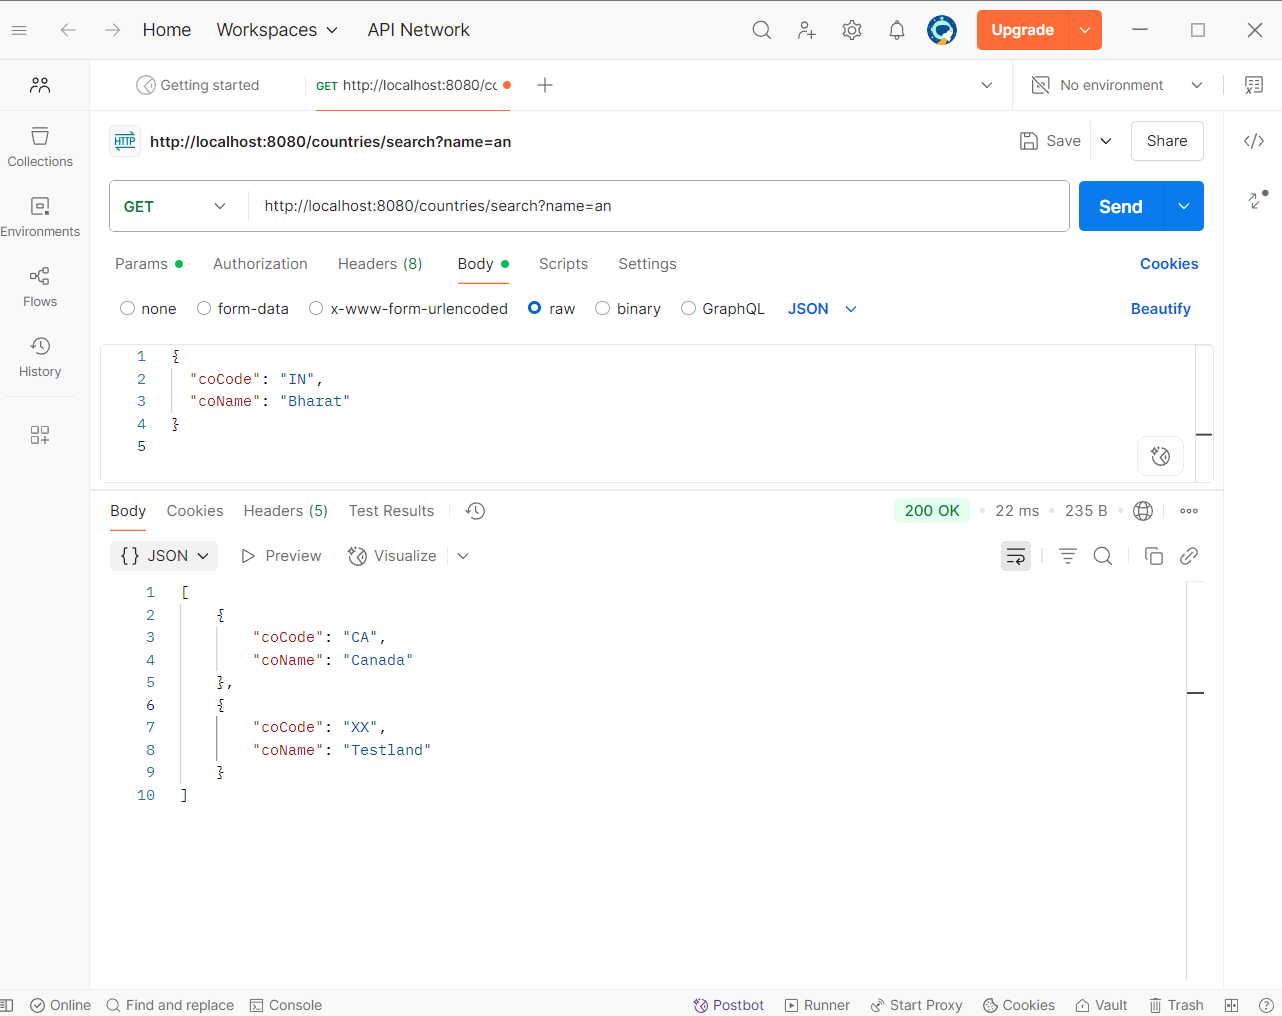 Home Workspaces API Network Upgrade
Getting started GET http://localhost:8080/cc No environment
HTTP http://localhost:8080/countries/search?name=an Save Share
Collections
GET http://localhost:8080/countries/search?name=an Send
Environments
Params Authorization Headers (8) Body Scripts Settings Cookies
Flows
none form-data x-www-form-urlencoded raw binary GraphQL JSON Beautify
History
1 {
2 "coCode": "IN",
3 "coName": "Bharat"
4 }
5
Body Cookies Headers (5) Test Results 200 OK 22 ms 235 B
{} JSON Preview Visualize
1 [
2 {
3 "coCode": "CA",
4 "coName": "Canada"
5 },
6 {
7 "coCode": "XX",
8 "coName": "Testland"
9 }
10 ]
Online Find and replace Console Postbot Runner Start Proxy Cookies Vault Trash